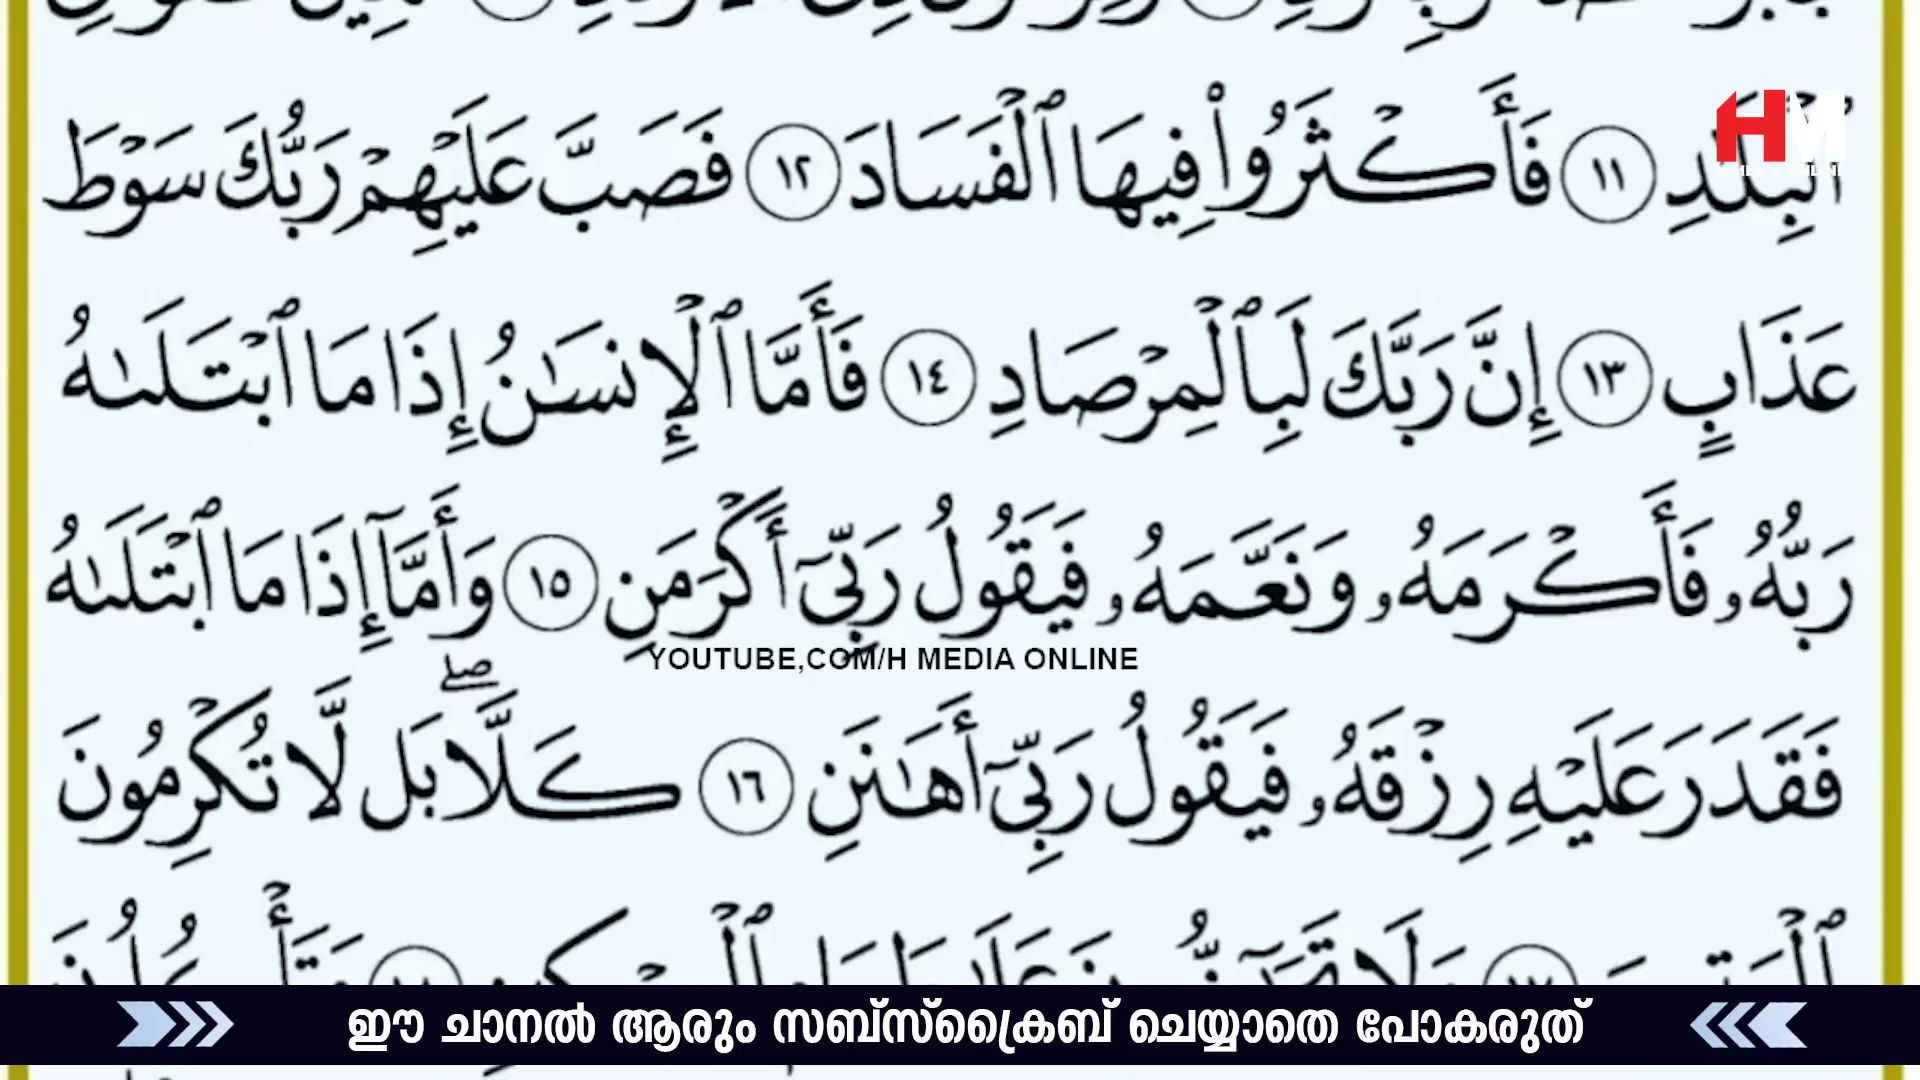 ٱلْبِلَٰدِ ١١ فَأَكْثَرُوا۟ فِيهَا ٱلْفَسَادَ ١٢ فَصَبَّ عَلَيْهِمْ رَبُّكَ سَوْطَ
HM
عَذَابٍ ١٣ إِنَّ رَبَّكَ لَبِٱلْمِرْصَادِ ١٤ فَأَمَّا ٱلْإِنسَٰنُ إِذَا مَا ٱبْتَلَىٰهُ
رَبُّهُۥ فَأَكْرَمَهُۥ وَنَعَّمَهُۥ فَيَقُولُ رَبِّىٓ أَكْرَمَنِ ١٥ وَأَمَّآ إِذَا مَا ٱبْتَلَىٰهُ
YOUTUBE,COM/H MEDIA ONLINE
فَقَدَرَ عَلَيْهِ رِزْقَهُۥ فَيَقُولُ رَبِّىٓ أَهَٰنَنِ ١٦ كَلَّا ۖ بَل لَّا تُكْرِمُونَ
ഈ ചാനൽ ആരും സബ്സ്ക്രൈബ് ചെയ്യാതെ പോകരുത്